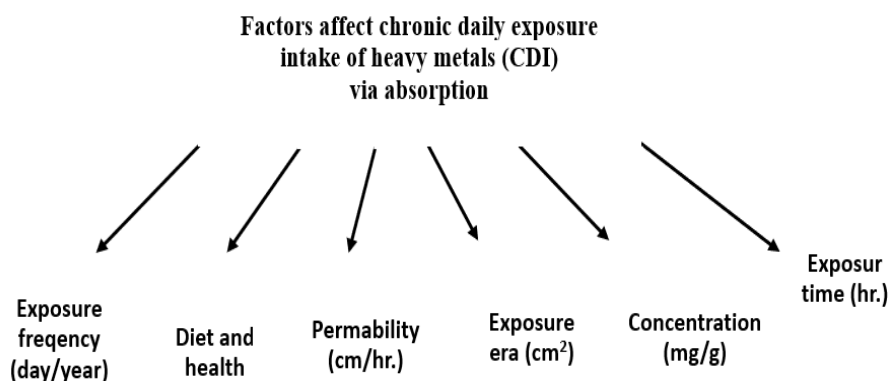 Factors affect chronic daily exposure
intake of heavy metals (CDI)
via absorption
Exposure
freqency
(day/year)
Diet and
health
Permability
(cm/hr.)
Exposure
era (cm²)
Concentration
(mg/g)
Exposur
time (hr.)